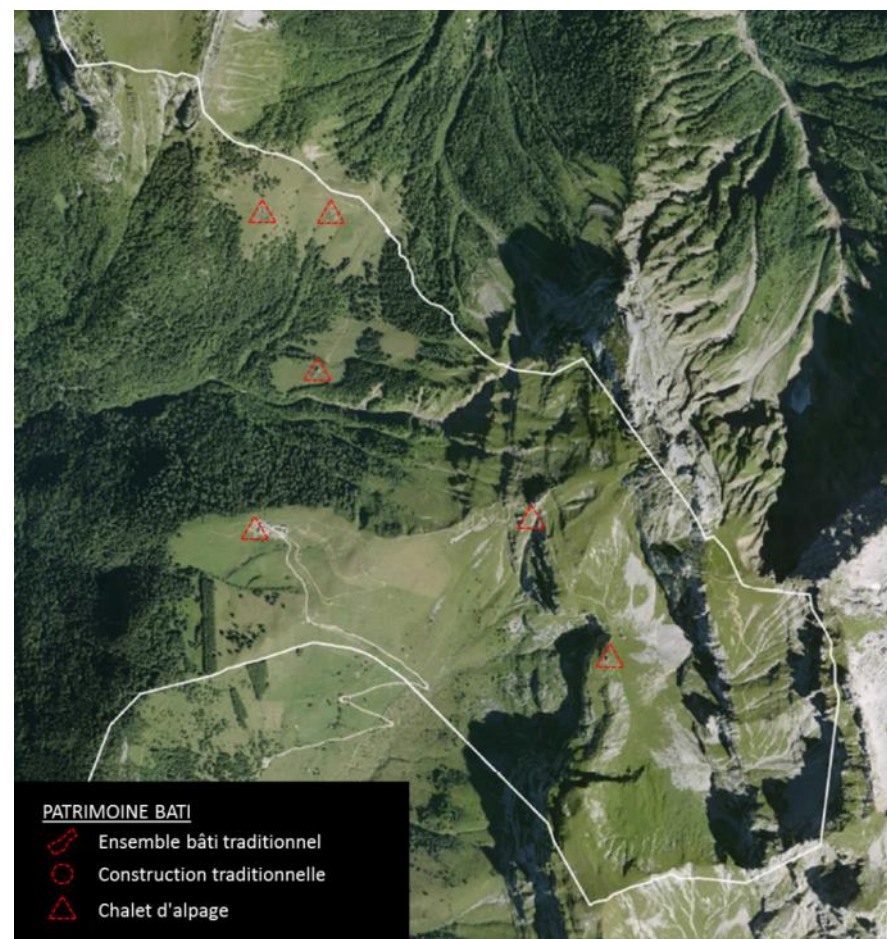 PATRIMOINE BATI
Ensemble bâti traditionnel
Construction traditionnelle
Chalet d'alpage